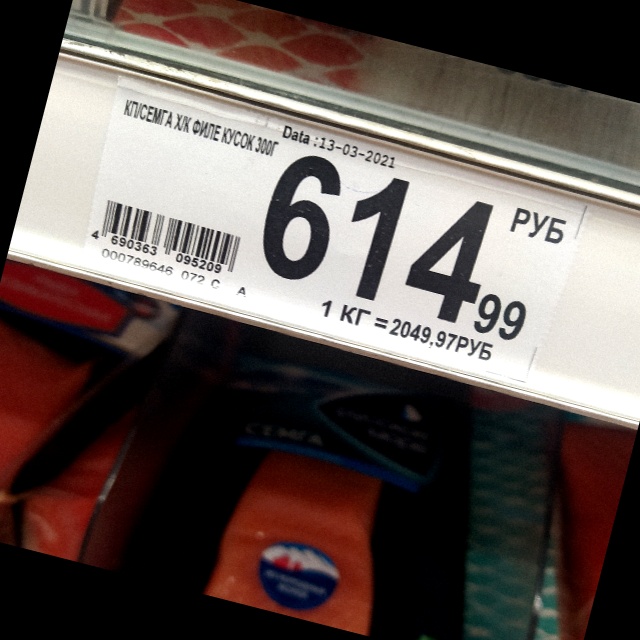 КП/СЕМГА Х/К ФИЛЕ КУСОК 300Г
Data :13-03-2021
614 99 РУБ
4 690363 095209
000789646 072 C A
1 КГ =2049,97РУБ
СЕМГА